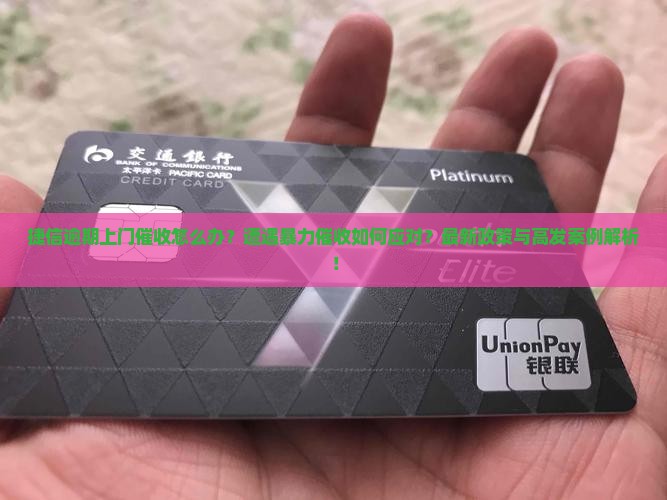 交通銀行
BANK OF COMMUNICATIONS
太平洋卡 PACIFIC CARD
CREDIT CARD
Platinum
捷信逾期上门催收怎么办？遭遇暴力催收如何应对？最新政策与高发案例解析
！
Elite
UnionPay
银联